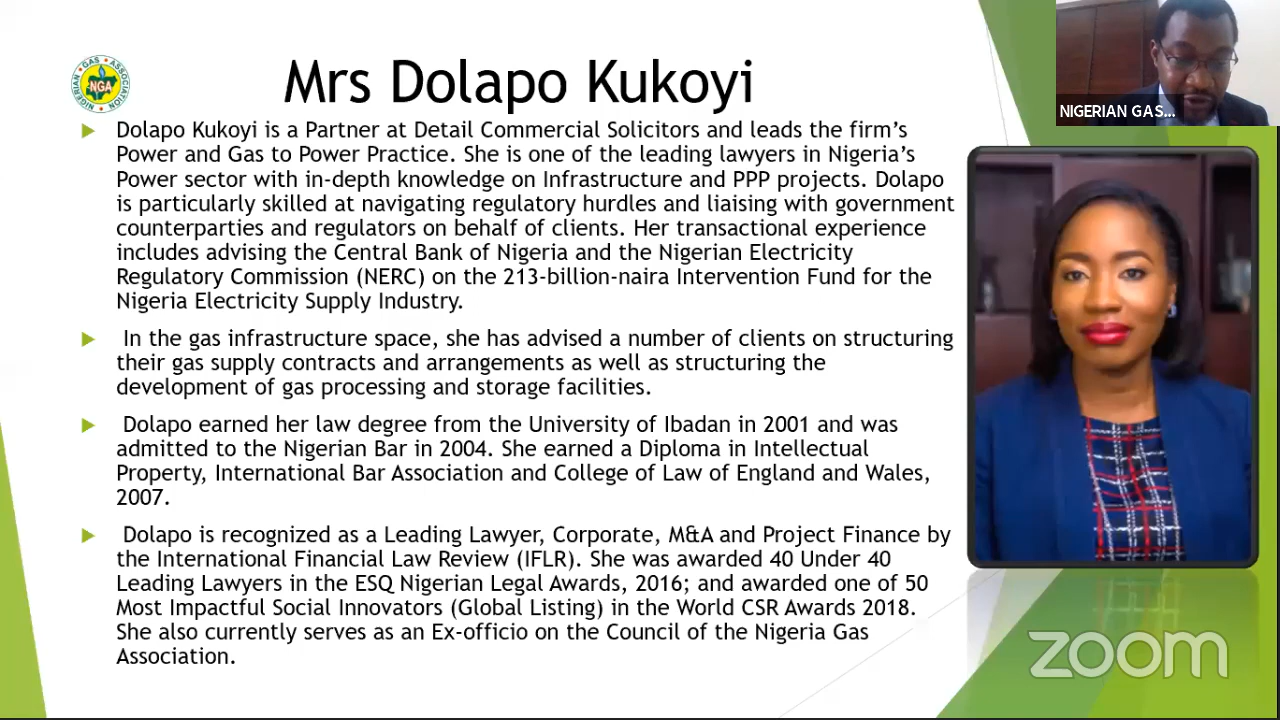 Mrs Dolapo Kukoyi
NIGERIAN GAS ASSOCIATION
NGA
NIGERIAN GAS...
Dolapo Kukoyi is a Partner at Detail Commercial Solicitors and leads the firm's
Power and Gas to Power Practice. She is one of the leading lawyers in Nigeria's
Power sector with in-depth knowledge on Infrastructure and PPP projects. Dolapo
is particularly skilled at navigating regulatory hurdles and liaising with government
counterparties and regulators on behalf of clients. Her transactional experience
includes advising the Central Bank of Nigeria and the Nigerian Electricity
Regulatory Commission (NERC) on the 213-billion-naira Intervention Fund for the
Nigeria Electricity Supply Industry.
In the gas infrastructure space, she has advised a number of clients on structuring
their gas supply contracts and arrangements as well as structuring the
development of gas processing and storage facilities.
Dolapo earned her law degree from the University of Ibadan in 2001 and was
admitted to the Nigerian Bar in 2004. She earned a Diploma in Intellectual
Property, International Bar Association and College of Law of England and Wales,
2007.
Dolapo is recognized as a Leading Lawyer, Corporate, M&A and Project Finance by
the International Financial Law Review (IFLR). She was awarded 40 Under 40
Leading Lawyers in the ESQ Nigerian Legal Awards, 2016; and awarded one of 50
Most Impactful Social Innovators (Global Listing) in the World CSR Awards 2018.
She also currently serves as an Ex-officio on the Council of the Nigeria Gas
Association.
zoom